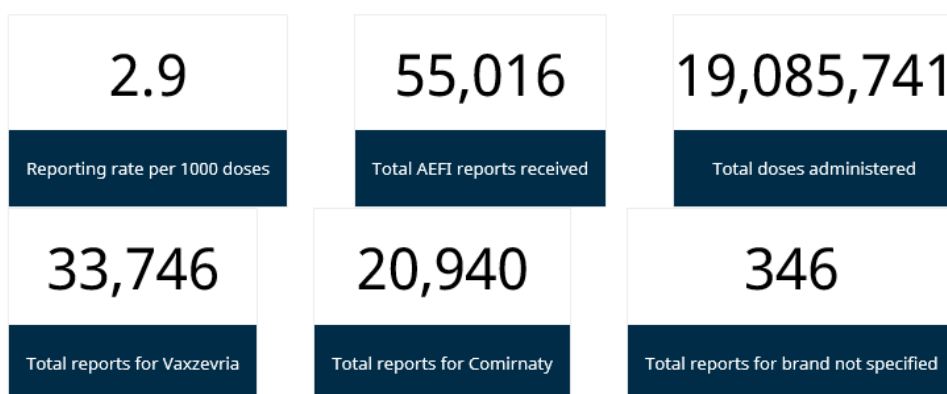 2.9
55,016
19,085,741
Reporting rate per 1000 doses
Total AEFI reports received
Total doses administered
33,746
20,940
346
Total reports for Vaxzevria
Total reports for Comirnaty
Total reports for brand not specified